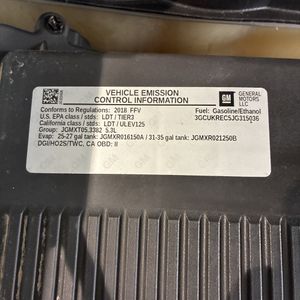 VEHICLE EMISSION
CONTROL INFORMATION
GM
GENERAL
MOTORS
LLC
Conforms to Regulations: 2018 FFV
Fuel: Gasoline/Ethanol
U.S. EPA class / stds: LDT / TIER3
3GCUKREC5JG315036
California class / stds: LDT / ULEV125
Group: JGMXT05.3382 5.3L
Evap: 25-27 gal tank: JGMXR016150A / 31-35 gal tank: JGMXR021250B
DGI/HO2S/TWC, CA OBD: II